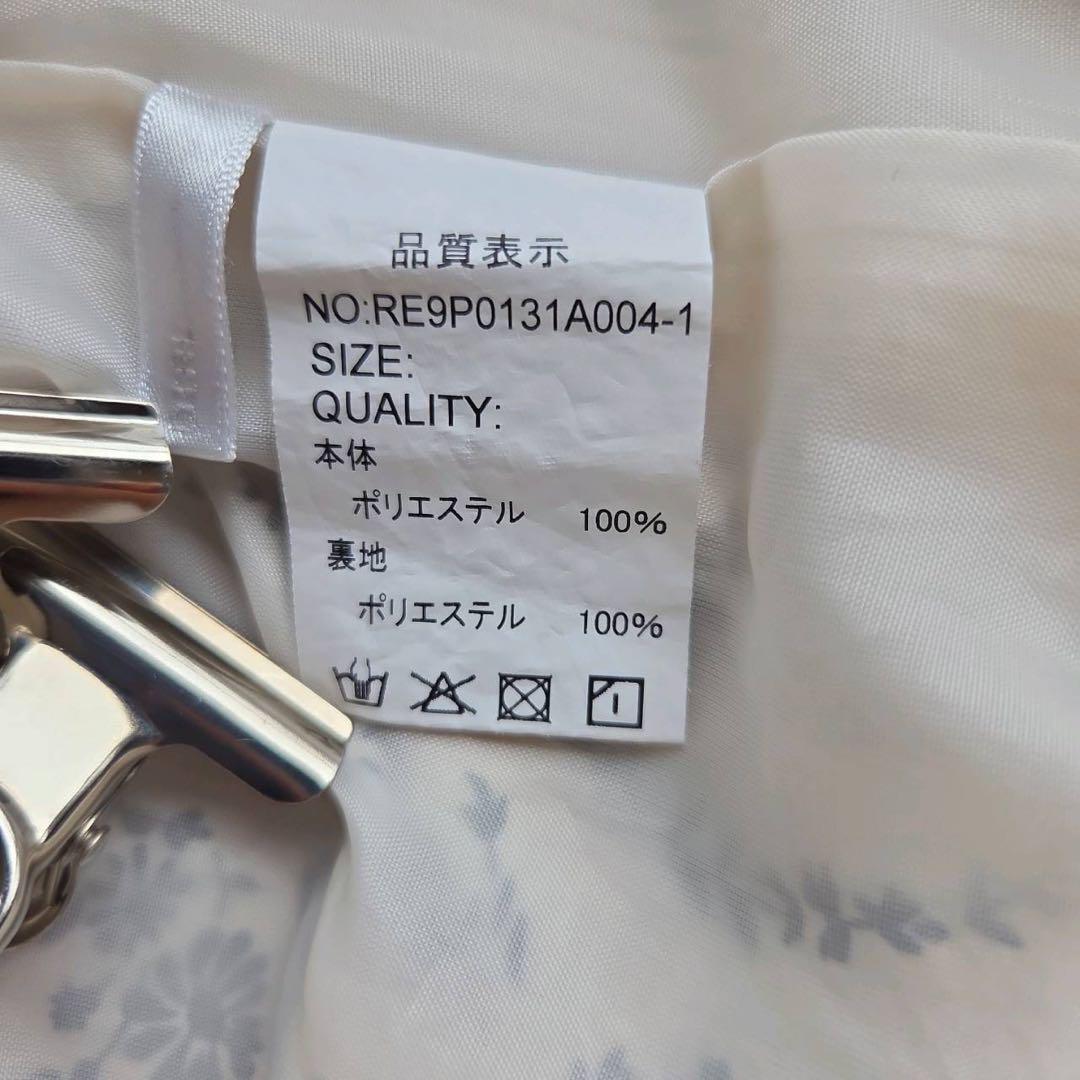 品質表示
NO:RE9P0131A004-1
SIZE:
QUALITY:
本体
ポリエステル 100%
裏地
ポリエステル 100%